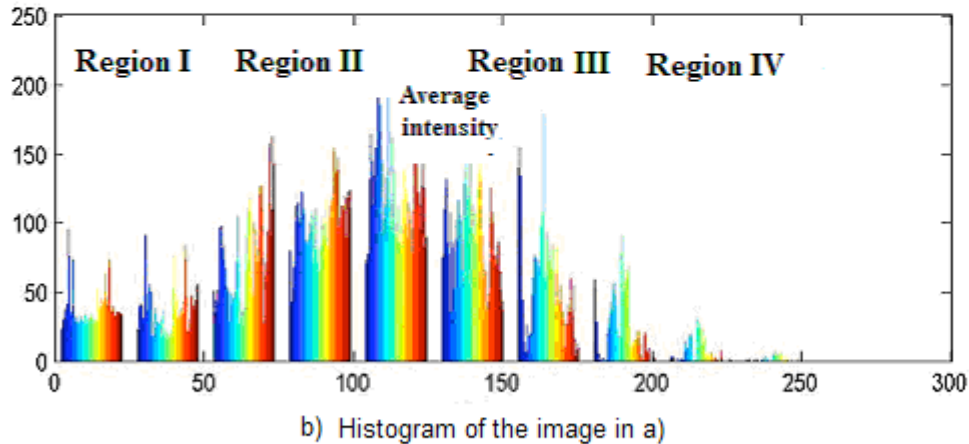 250
Region I Region II Region III Region IV
200
Average
intensity
150
100
50
0
0 50 100 150 200 250 300
b) Histogram of the image in a)